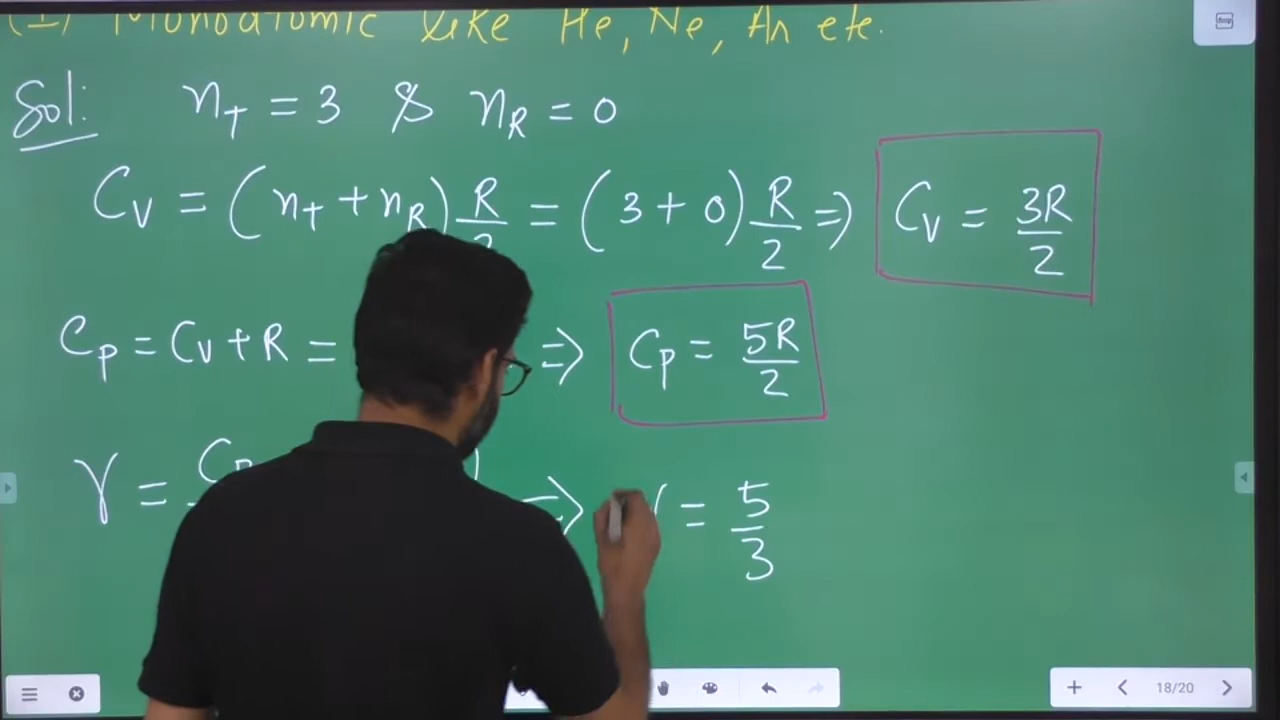 (I) Monoatomic like He, Ne, Ar etc.
Sol: n_T = 3 & n_R = 0
C_V = (n_T + n_R) R/2 = (3 + 0) R/2 ⇒ C_V = 3R/2
C_P = C_V + R = ⇒ C_P = 5R/2
γ = ⇒ γ = 5/3
18/20